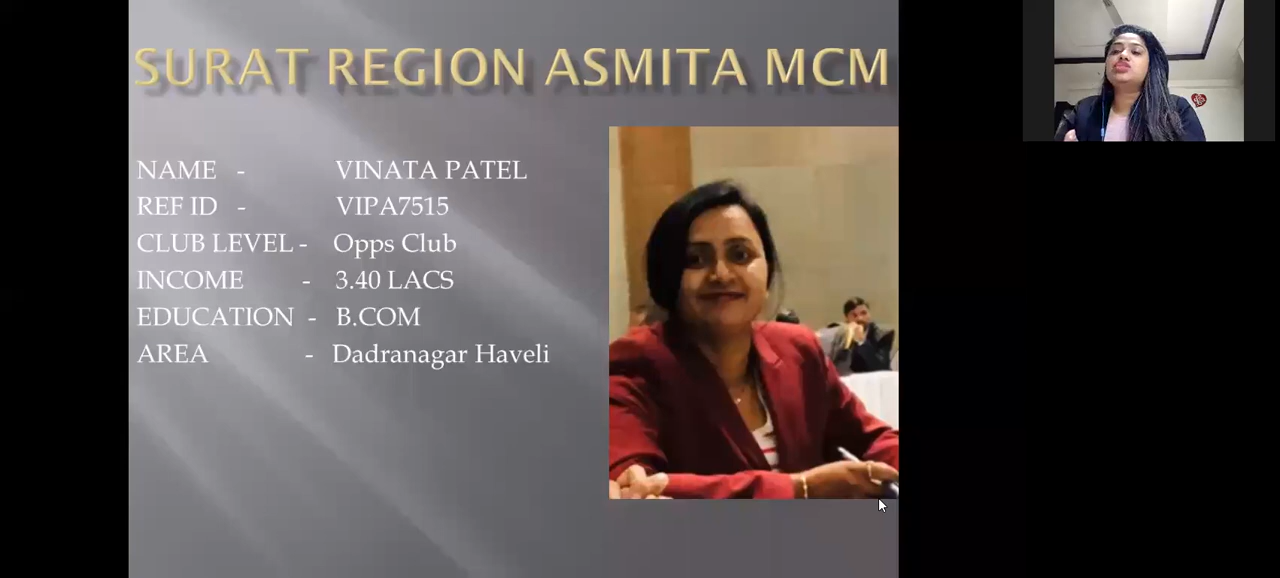 SURAT REGION ASMITA MCM
NAME - VINATA PATEL
REF ID - VIPA7515
CLUB LEVEL - Opps Club
INCOME - 3.40 LACS
EDUCATION - B.COM
AREA - Dadranagar Haveli